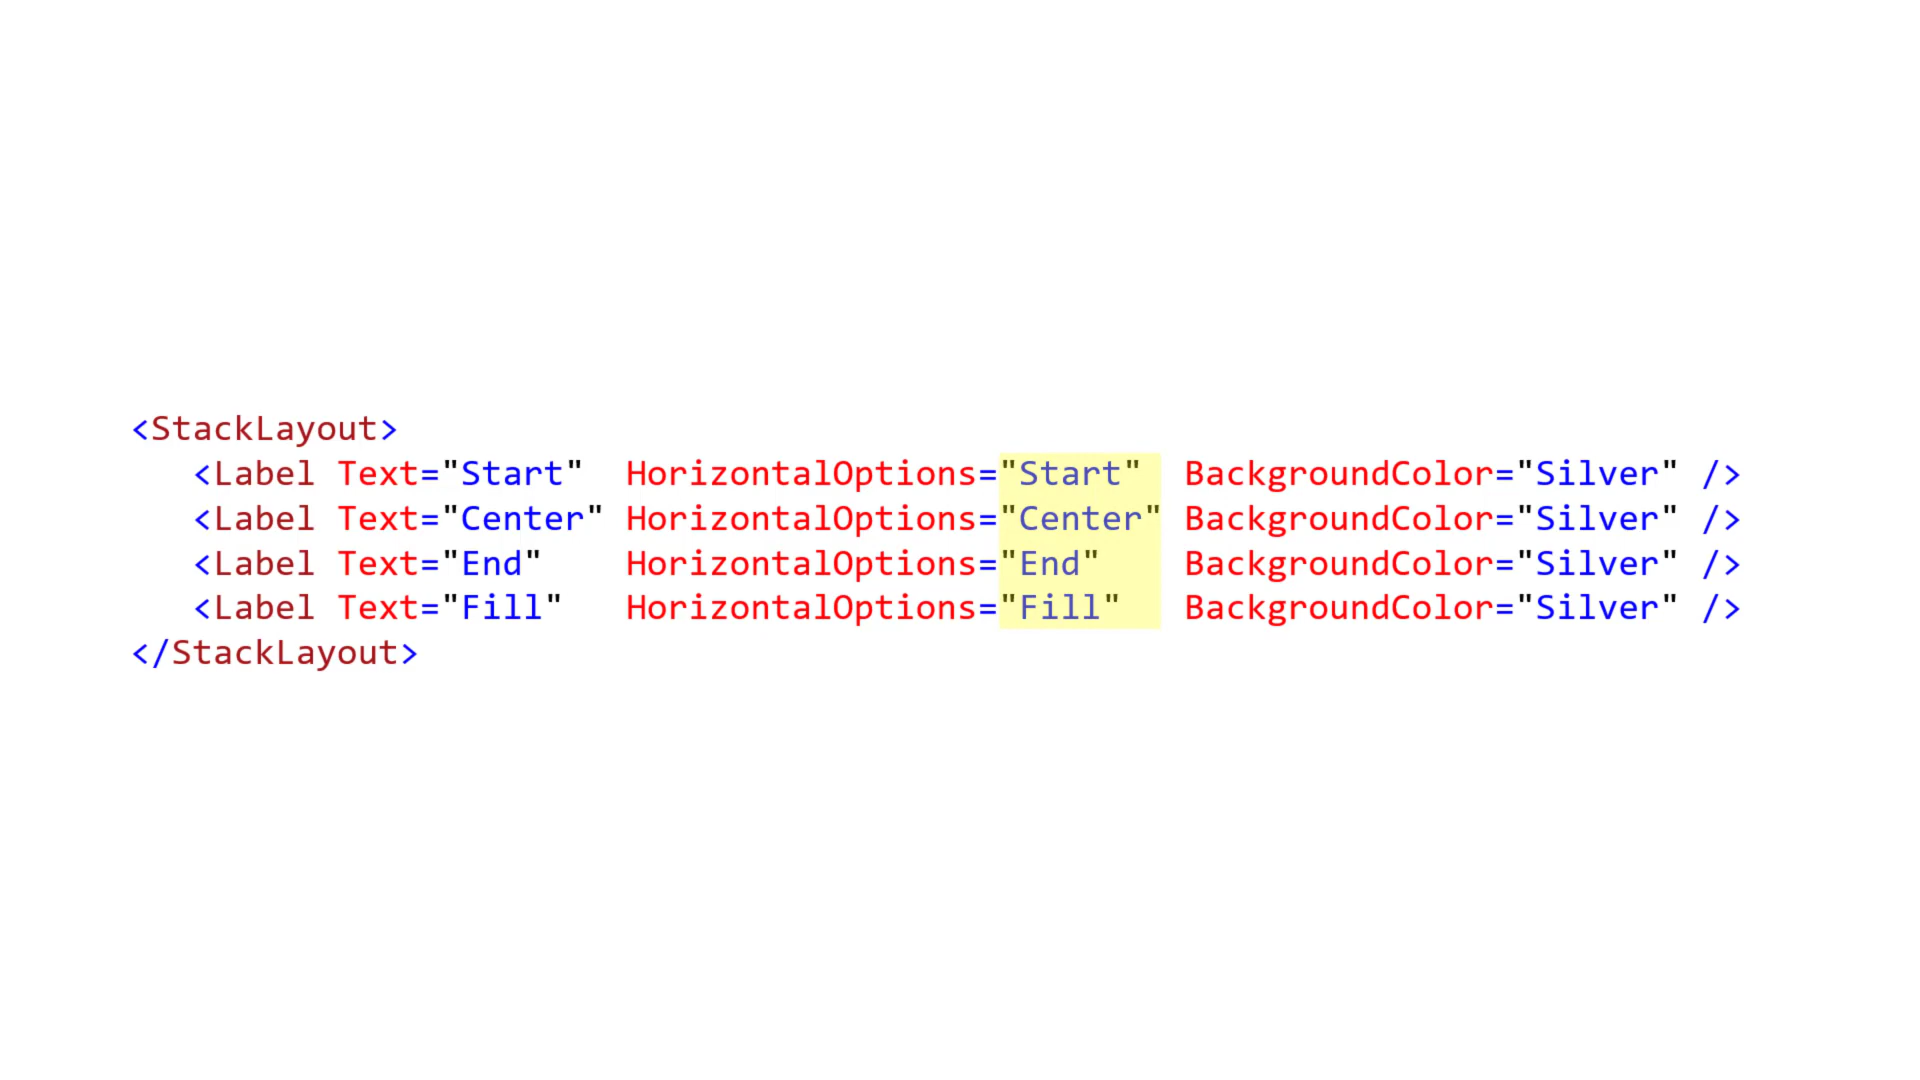 <StackLayout>
   <Label Text="Start"  HorizontalOptions="Start"  BackgroundColor="Silver" />
   <Label Text="Center" HorizontalOptions="Center" BackgroundColor="Silver" />
   <Label Text="End"    HorizontalOptions="End"    BackgroundColor="Silver" />
   <Label Text="Fill"   HorizontalOptions="Fill"   BackgroundColor="Silver" />
</StackLayout>